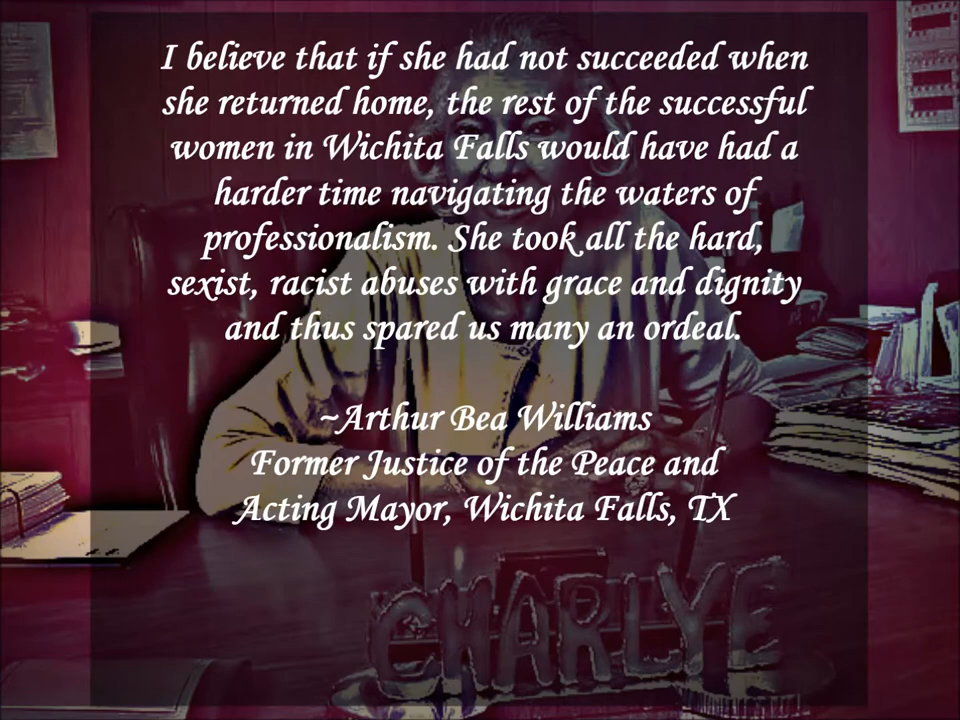 I believe that if she had not succeeded when
she returned home, the rest of the successful
women in Wichita Falls would have had a
harder time navigating the waters of
professionalism. She took all the hard,
sexist, racist abuses with grace and dignity
and thus spared us many an ordeal.
~Arthur Bea Williams
Former Justice of the Peace and
Acting Mayor, Wichita Falls, TX
CHARLYE